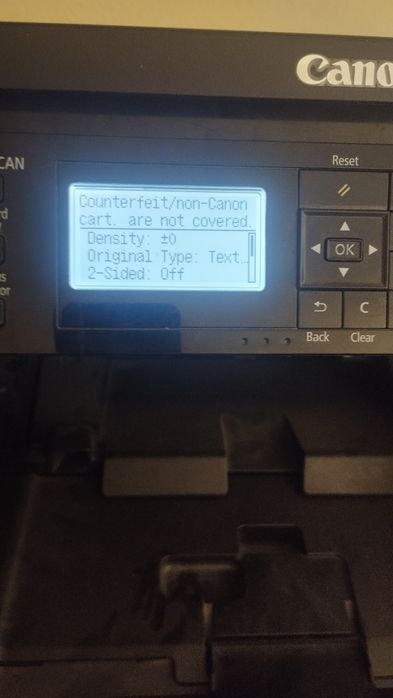 Cano
CAN
Reset
Counterfeit/non-Canon
cart. are not covered.
Density: ±0
Original Type: Text...
2-Sided: Off
OK
C
Back
Clear